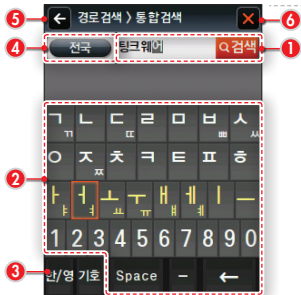 5 경로검색 > 통합검색 6
4 전국 팅크웨어 검색 1
2
ㄱ ㄲ ㄴ ㄷ ㄸ ㄹ ㅁ ㅂ ㅃ ㅅ ㅆ
ㅇ ㅈ ㅉ ㅊ ㅋ ㅌ ㅍ ㅎ
ㅏ ㅑ ㅓ ㅕ ㅗ ㅛ ㅜ ㅠ ㅐ ㅒ ㅔ ㅖ ㅣ ㅡ
1 2 3 4 5 6 7 8 9 0
3 한/영 기호 Space - ←